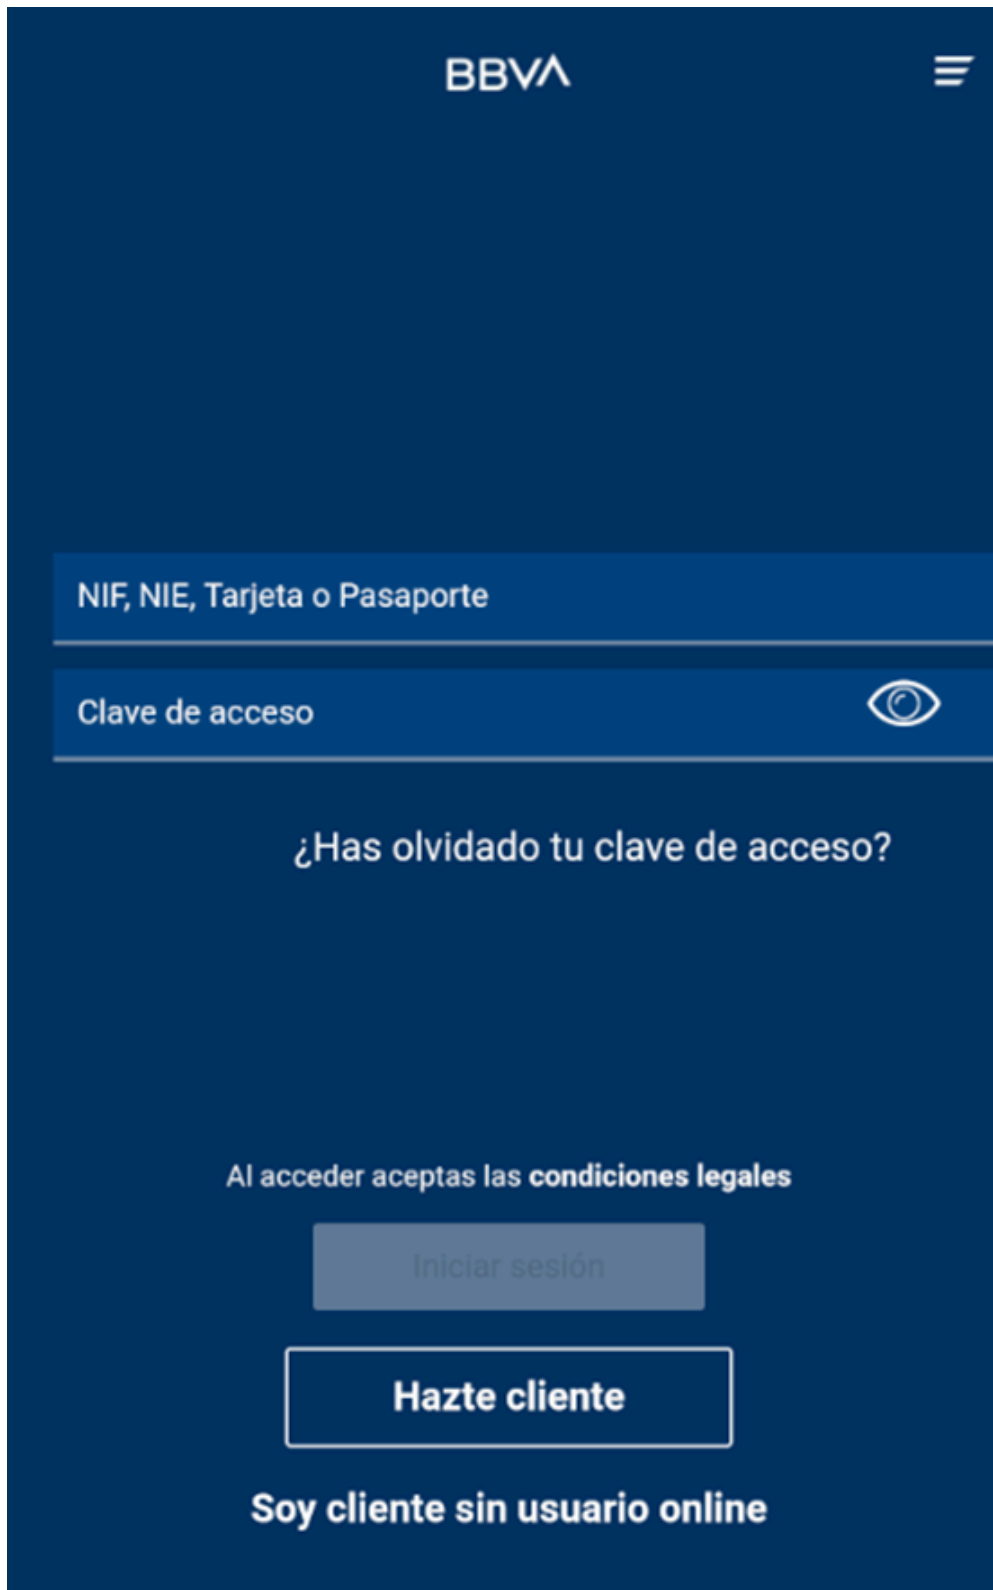 BBVA
NIF, NIE, Tarjeta o Pasaporte
Clave de acceso
¿Has olvidado tu clave de acceso?
Al acceder aceptas las condiciones legales
Iniciar sesión
Hazte cliente
Soy cliente sin usuario online